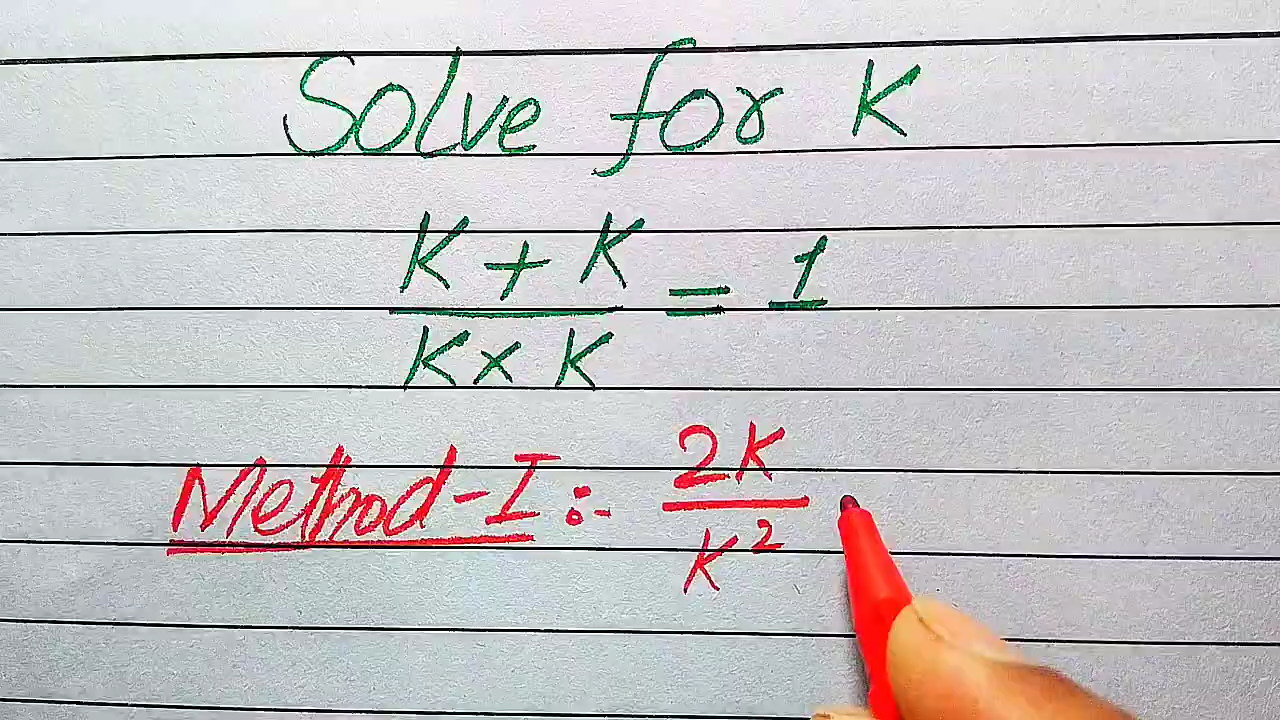 Solve for K
K + K
= 1
K × K
Method-I :- 2K
K²